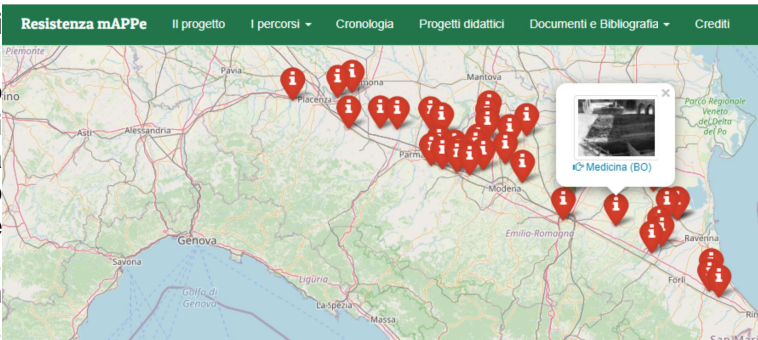 Resistenza mAPPe Il progetto I percorsi Cronologia Progetti didattici Documenti e Bibliografia Crediti
Piemonte
Pavia
Mantova
Piacenza
Parco Regionale
Veneto
del Delta
del Po
Asti Alessandria
Medicina (BO)
Modena
Emilia-Romagna
Genova
Ravenna
Savona
Forlì
Liguria
Golfo di
Genova
La Spezia
Massa